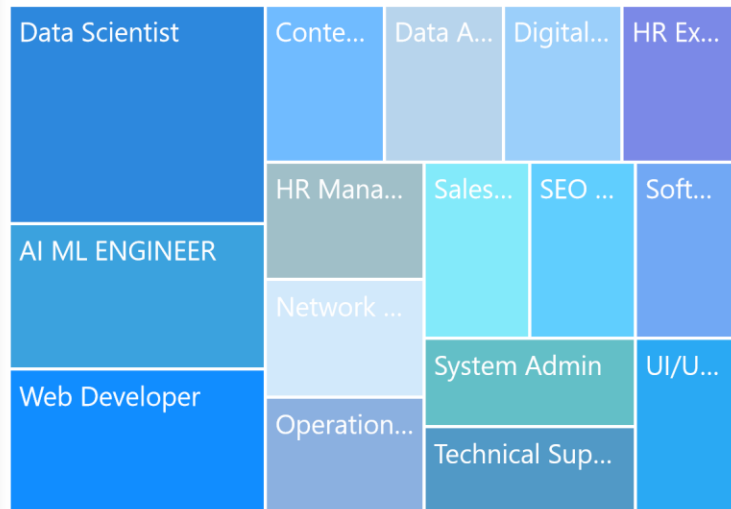 Data Scientist
Conte...
Data A...
Digital...
HR Ex...
AI ML ENGINEER
HR Mana...
Sales...
SEO ...
Soft...
Network ...
Web Developer
System Admin
UI/U...
Operation...
Technical Sup...